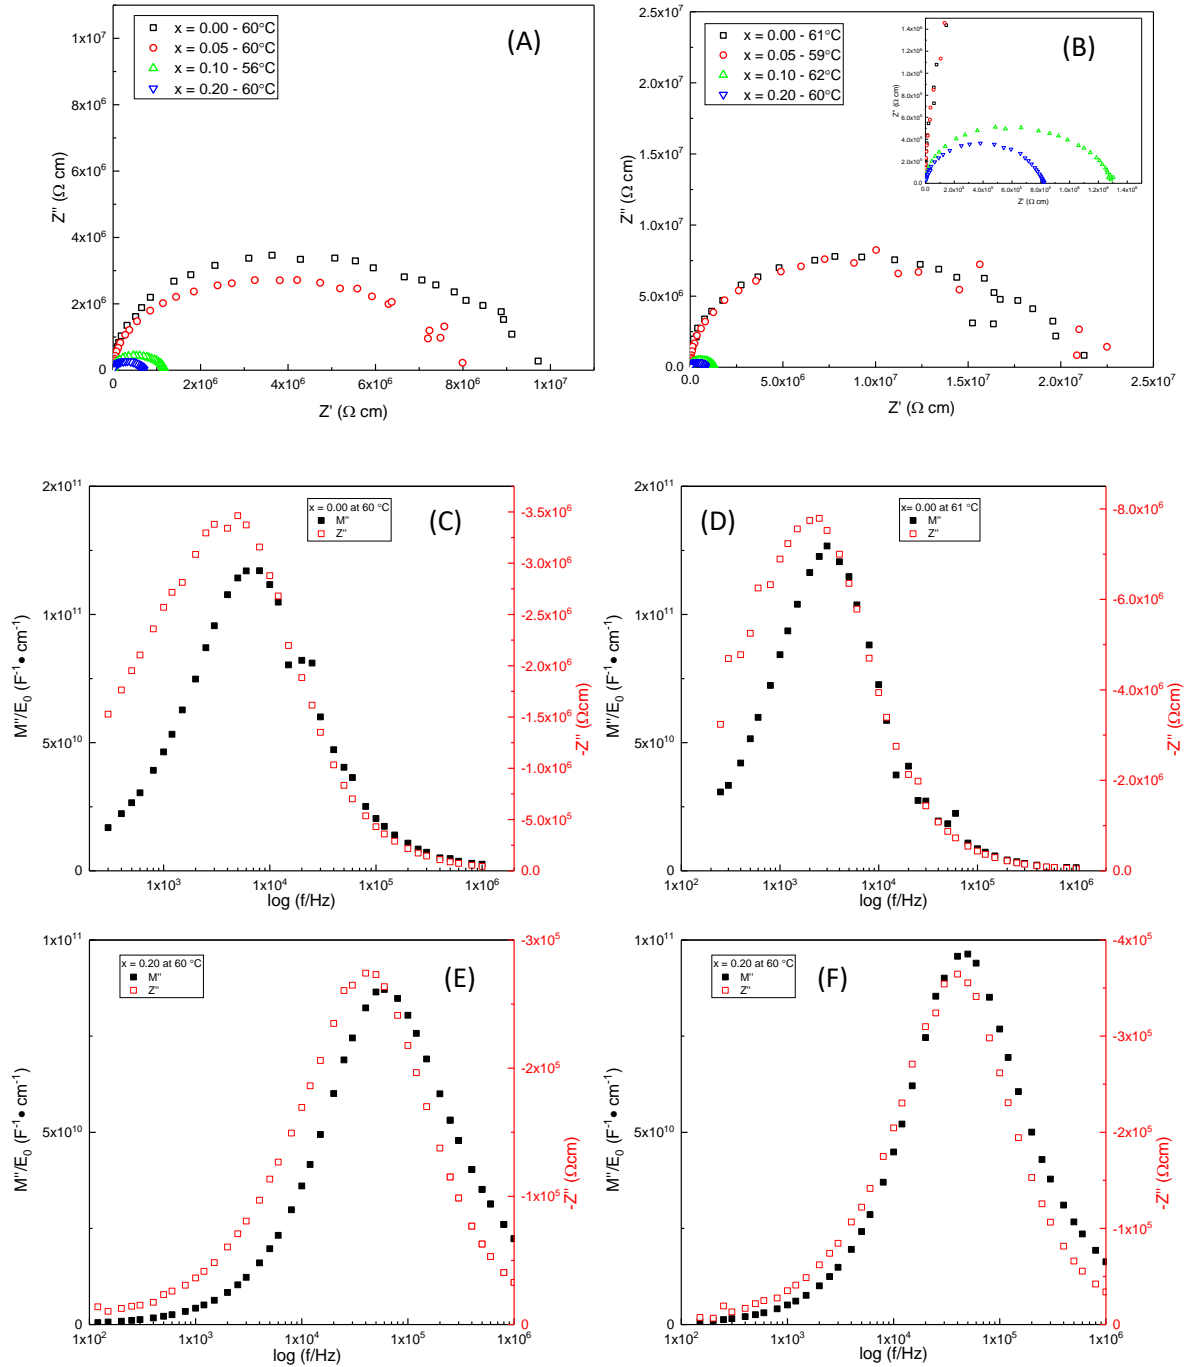 (A)
x = 0.00 - 60°C
x = 0.05 - 60°C
x = 0.10 - 56°C
x = 0.20 - 60°C
1x10⁷
8x10⁶
6x10⁶
4x10⁶
2x10⁶
0
Z'' (Ω cm)
0 2x10⁶ 4x10⁶ 6x10⁶ 8x10⁶ 1x10⁷
Z' (Ω cm)
(B)
x = 0.00 - 61°C
x = 0.05 - 59°C
x = 0.10 - 62°C
x = 0.20 - 60°C
2.5x10⁷
2.0x10⁷
1.5x10⁷
1.0x10⁷
5.0x10⁶
0.0
Z'' (Ω cm)
0.0 5.0x10⁶ 1.0x10⁷ 1.5x10⁷ 2.0x10⁷ 2.5x10⁷
Z' (Ω cm)
Z'' (Ω cm)
Z' (Ω cm)
(C)
x = 0.00 at 60 °C
M''
Z''
2x10¹¹
1x10¹¹
5x10¹⁰
0
M''/E₀ (F⁻¹• cm⁻¹)
-3.5x10⁶
-3.0x10⁶
-2.5x10⁶
-2.0x10⁶
-1.5x10⁶
-1.0x10⁶
-5.0x10⁵
0.0
-Z'' (Ωcm)
1x10³ 1x10⁴ 1x10⁵ 1x10⁶
log (f/Hz)
(D)
x= 0.00 at 61 °C
M''
Z''
2x10¹¹
1x10¹¹
5x10¹⁰
0
M''/E₀ (F⁻¹• cm⁻¹)
-8.0x10⁶
-6.0x10⁶
-4.0x10⁶
-2.0x10⁶
0.0
-Z'' (Ωcm)
1x10² 1x10³ 1x10⁴ 1x10⁵ 1x10⁶
log (f/Hz)
(E)
x = 0.20 at 60 °C
M''
Z''
1x10¹¹
5x10¹⁰
0
M''/E₀ (F⁻¹• cm⁻¹)
-3x10⁵
-2x10⁵
-1x10⁵
0
-Z'' (Ωcm)
1x10² 1x10³ 1x10⁴ 1x10⁵ 1x10⁶
log (f/Hz)
(F)
x = 0.20 at 60 °C
M''
Z''
1x10¹¹
5x10¹⁰
0
M''/E₀ (F⁻¹• cm⁻¹)
-4x10⁵
-3x10⁵
-2x10⁵
-1x10⁵
0
-Z'' (Ωcm)
1x10² 1x10³ 1x10⁴ 1x10⁵ 1x10⁶
log (f/Hz)